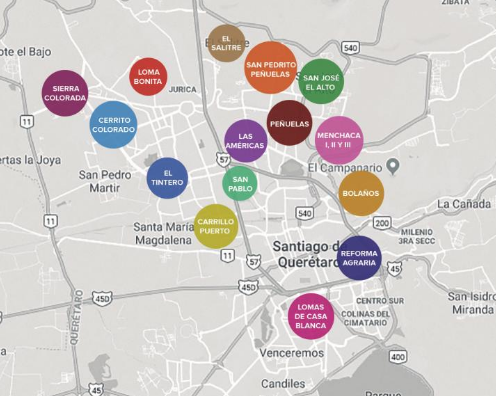 ZIBATA
ote el Bajo
EL
SALITRE
540
SAN PEDRITO
PEÑUELAS
LOMA
BONITA
SAN JOSÉ
EL ALTO
SIERRA
COLORADA
JURICA
11
CERRITO
COLORADO
PEÑUELAS
LAS
AMÉRICAS
MENCHACA
I, II Y III
ertas la Joya
57
El Campanario
San Pedro
Martir
EL
TINTERO
SAN
PABLO
BOLAÑOS
La Cañada
11
540
200
Santa María
Magdalena
CARRILLO
PUERTO
MILENIO
3RA SECC
Santiago d
Querétaro
REFORMA
AGRARIA
11
57
45
45D
45D
QUERÉTARO
CENTRO SUR
San Isidro
Miranda
LOMAS
DE CASA
BLANCA
COLINAS DEL
CIMATARIO
Venceremos
400
Candiles
45
Parque